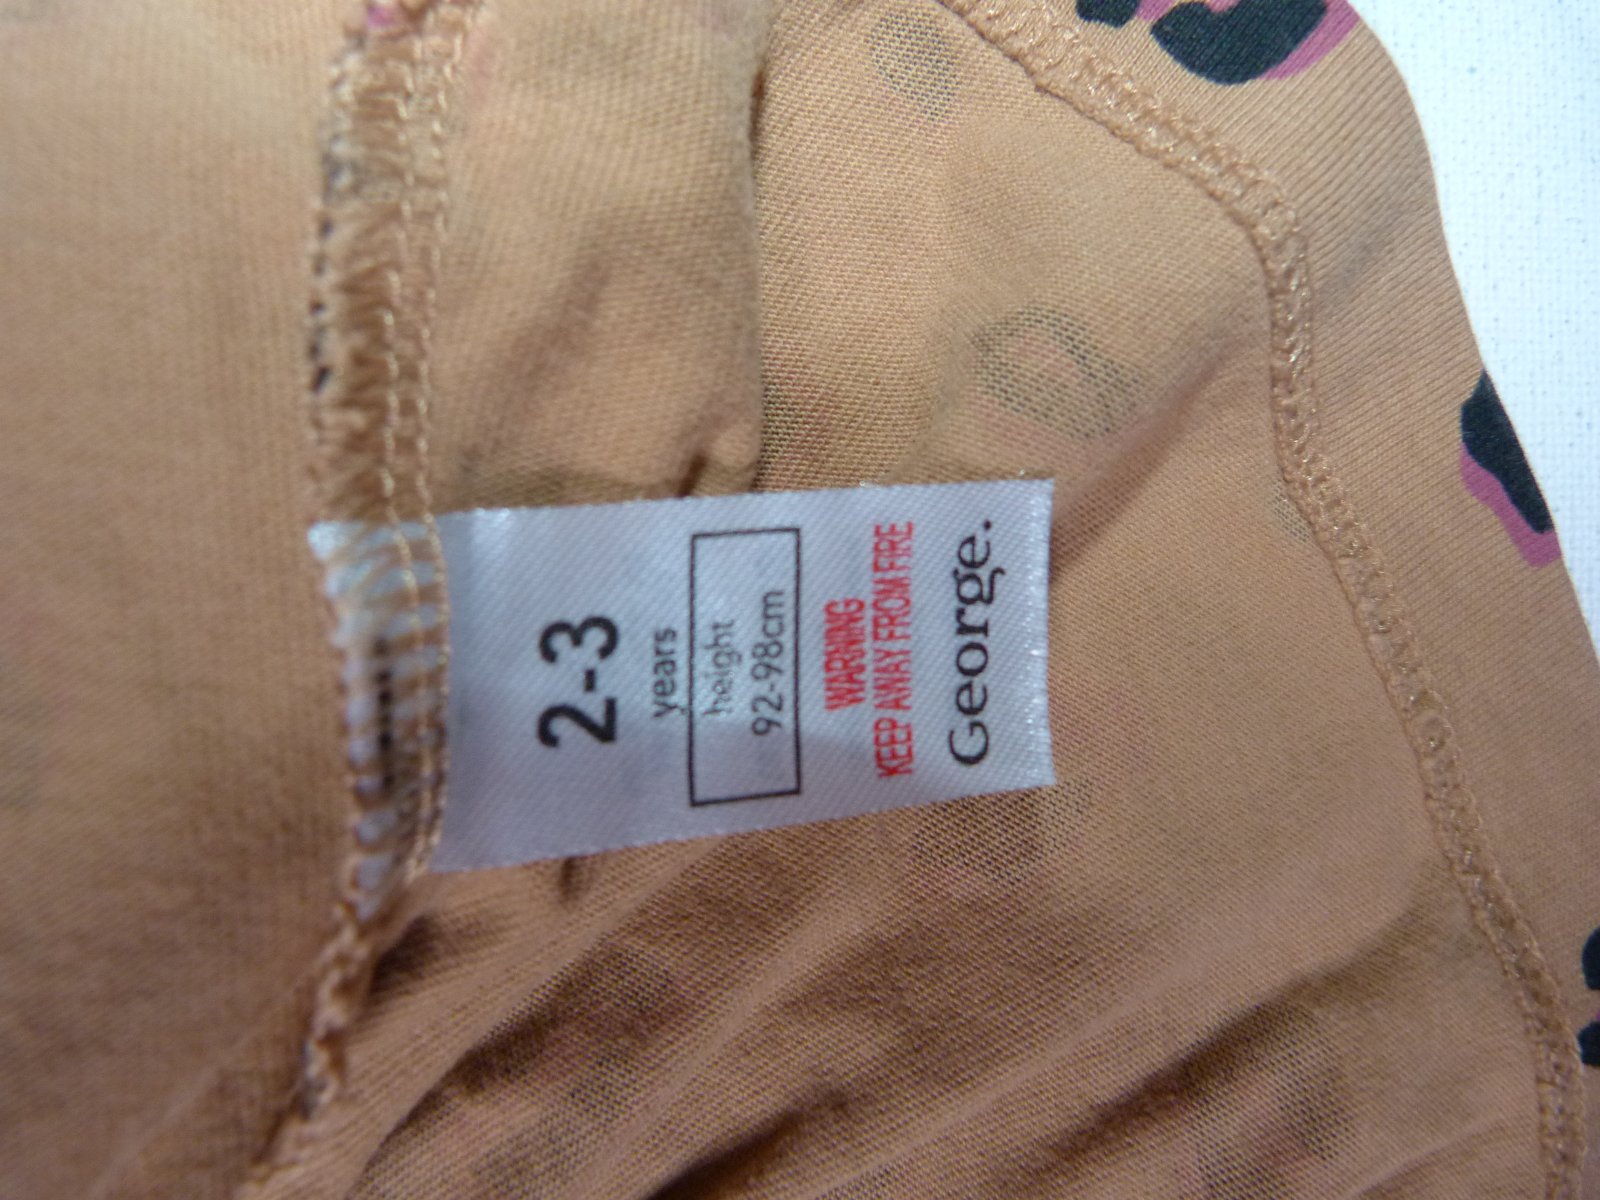 2-3
years
height
92-98cm
WARNING
KEEP AWAY FROM FIRE
George.